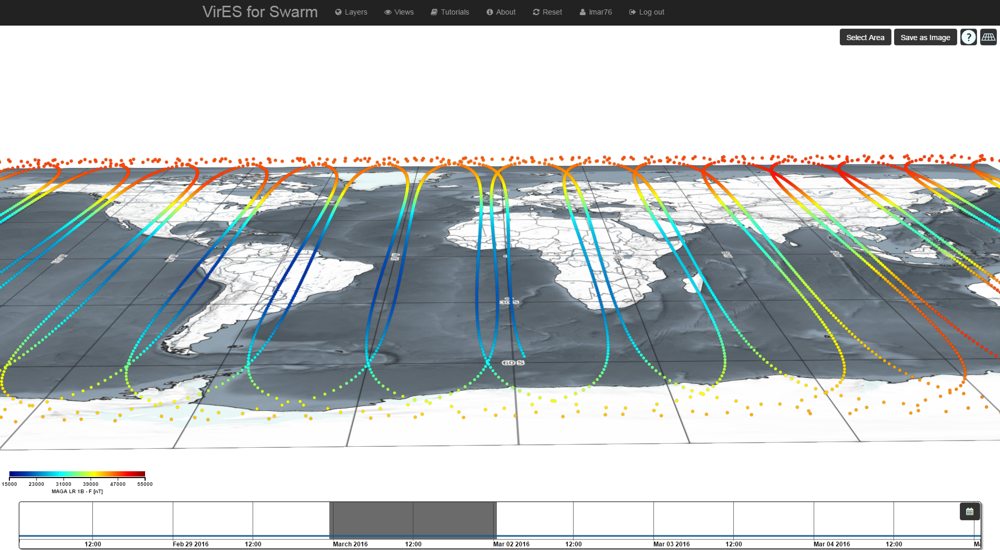 VirES for Swarm Layers Views Tutorials About Reset lmar76 Log out
Select Area Save as Image ?
0
30 S
60 S
15000 23000 31000 39000 47000 55000
MAGA LR 1B - F [nT]
12:00 Feb 29 2016 12:00 March 2016 12:00 Mar 02 2016 12:00 Mar 03 2016 12:00 Mar 04 2016 12:00